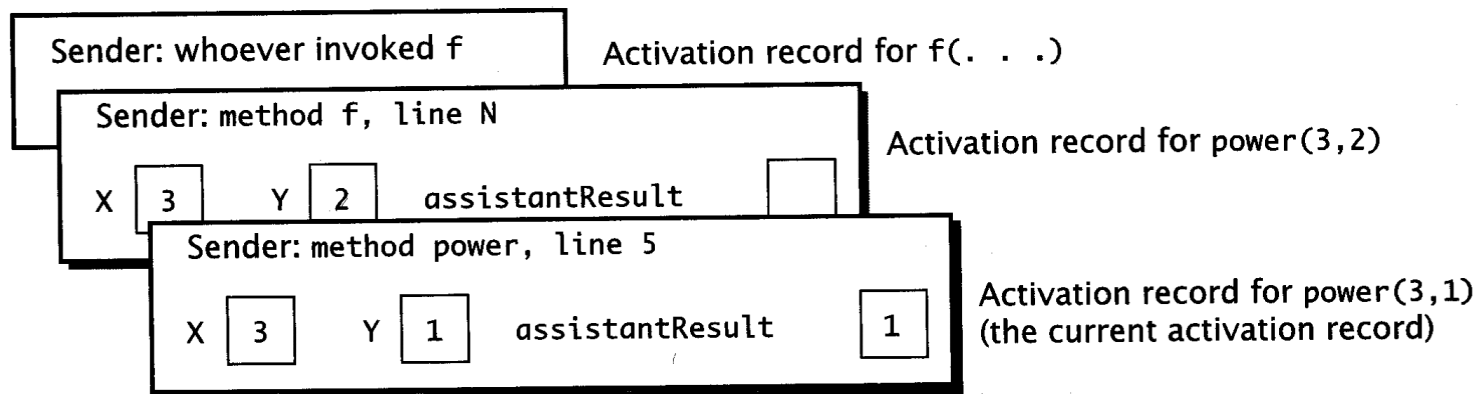 Sender: whoever invoked f
Activation record for f(. . .)
Sender: method f, line N
Activation record for power(3,2)
X 3 Y 2 assistantResult
Sender: method power, line 5
Activation record for power(3,1)
(the current activation record)
X 3 Y 1 assistantResult 1